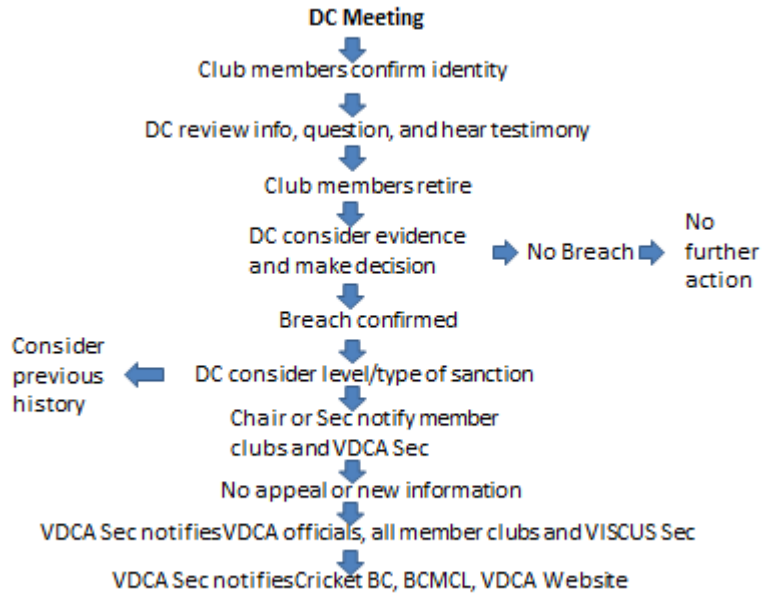 DC Meeting
Club members confirm identity
DC review info, question, and hear testimony
Club members retire
DC consider evidence
and make decision
No Breach
No
further
action
Breach confirmed
DC consider level/type of sanction
Consider
previous
history
Chair or Sec notify member
clubs and VDCA Sec
No appeal or new information
VDCA Sec notifies VDCA officials, all member clubs and VISCUS Sec
VDCA Sec notifies Cricket BC, BCMCL, VDCA Website